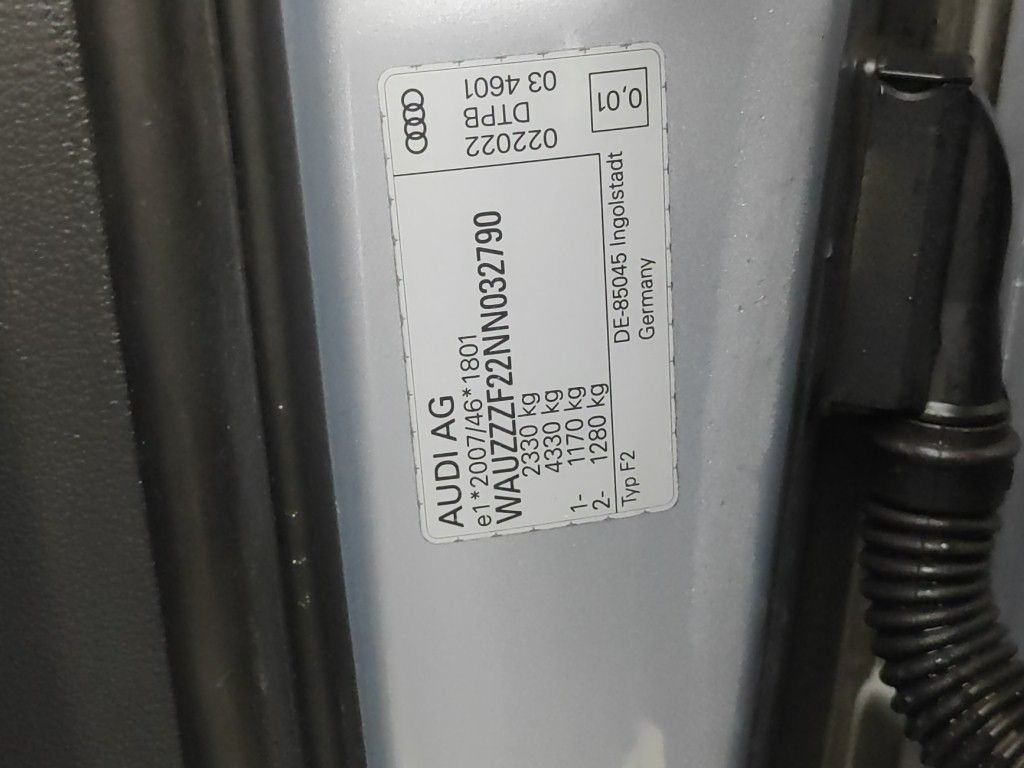 AUDI AG
e1*2007/46*1801
WAUZZZF22NN032790
2330 kg
4330 kg
1- 1170 kg
2- 1280 kg
Typ F2
DE-85045 Ingolstadt
Germany
022022
DTPB
03 4601
0,01